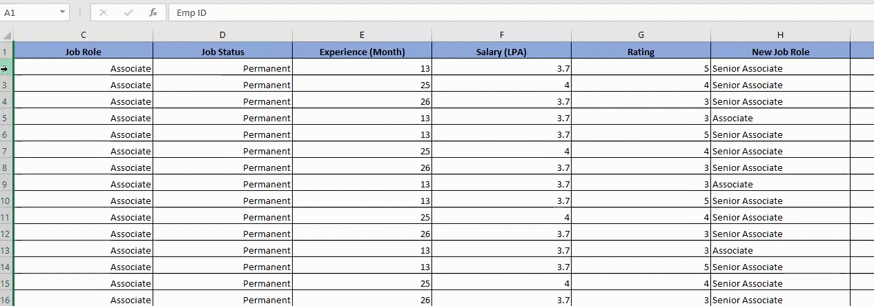 A1 fx Emp ID
C D E F G H
1 Job Role Job Status Experience (Month) Salary (LPA) Rating New Job Role
Associate Permanent 13 3.7 5 Senior Associate
3 Associate Permanent 25 4 4 Senior Associate
4 Associate Permanent 26 3.7 3 Senior Associate
5 Associate Permanent 13 3.7 3 Associate
6 Associate Permanent 13 3.7 5 Senior Associate
7 Associate Permanent 25 4 4 Senior Associate
8 Associate Permanent 26 3.7 3 Senior Associate
9 Associate Permanent 13 3.7 3 Associate
10 Associate Permanent 13 3.7 5 Senior Associate
11 Associate Permanent 25 4 4 Senior Associate
12 Associate Permanent 26 3.7 3 Senior Associate
13 Associate Permanent 13 3.7 3 Associate
14 Associate Permanent 13 3.7 5 Senior Associate
15 Associate Permanent 25 4 4 Senior Associate
16 Associate Permanent 26 3.7 3 Senior Associate